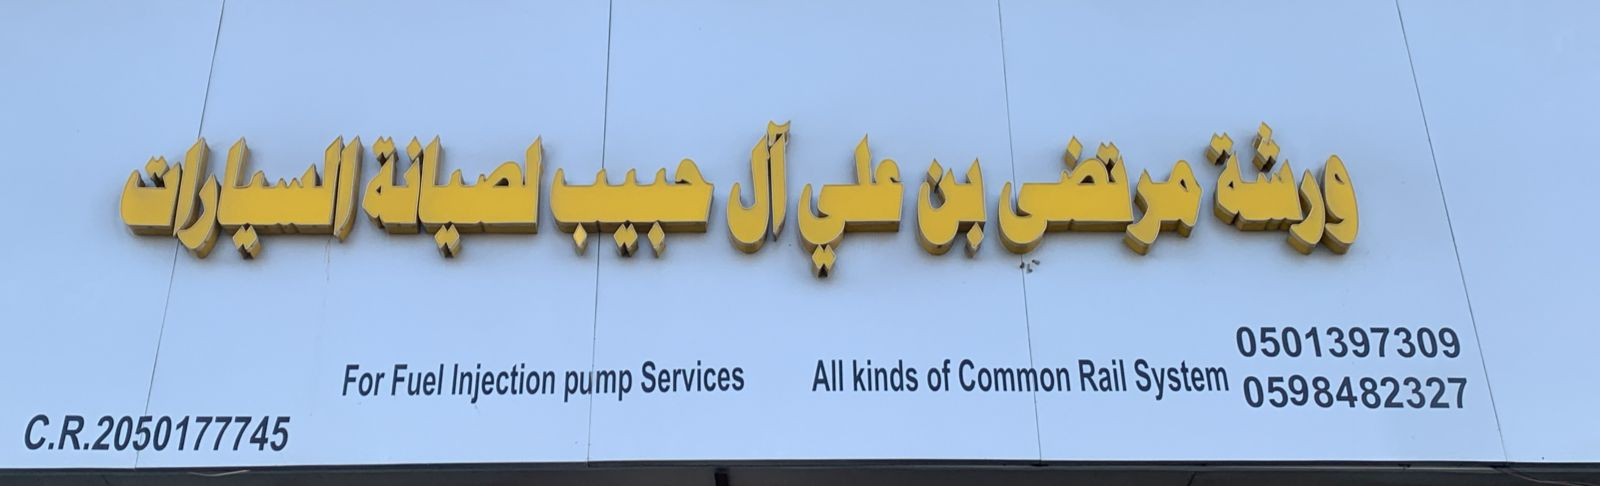 ورشة مرتضى بن علي آل حبيب لصيانة السيارات
For Fuel Injection pump Services
All kinds of Common Rail System
0501397309
0598482327
C.R.2050177745